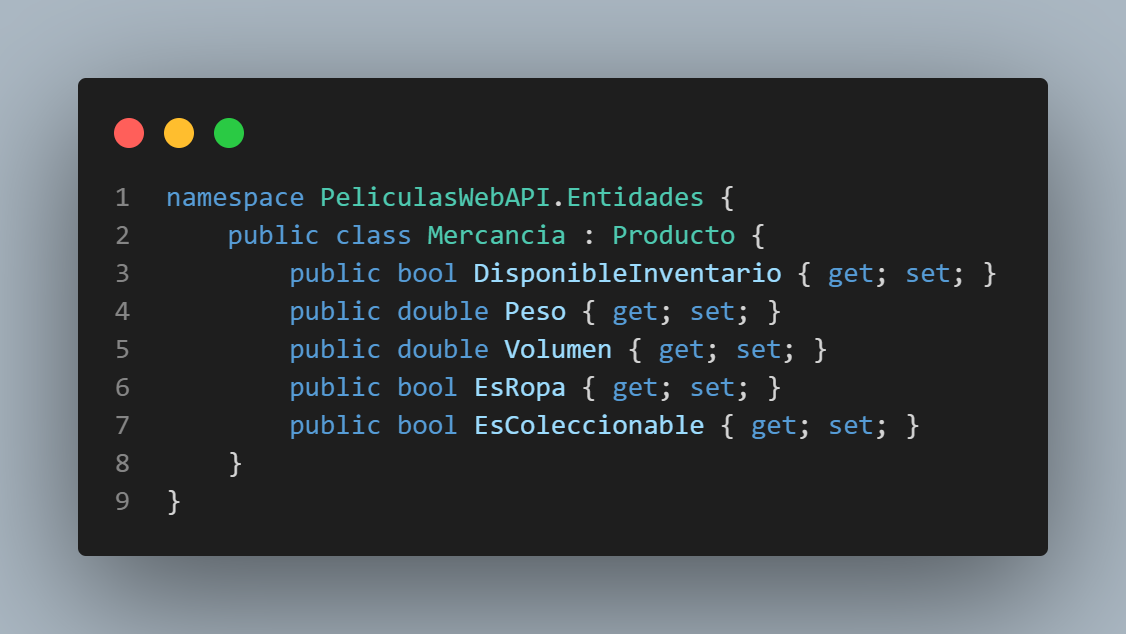 1 namespace PeliculasWebAPI.Entidades {
2     public class Mercancia : Producto {
3         public bool DisponibleInventario { get; set; }
4         public double Peso { get; set; }
5         public double Volumen { get; set; }
6         public bool EsRopa { get; set; }
7         public bool EsColeccionable { get; set; }
8     }
9 }